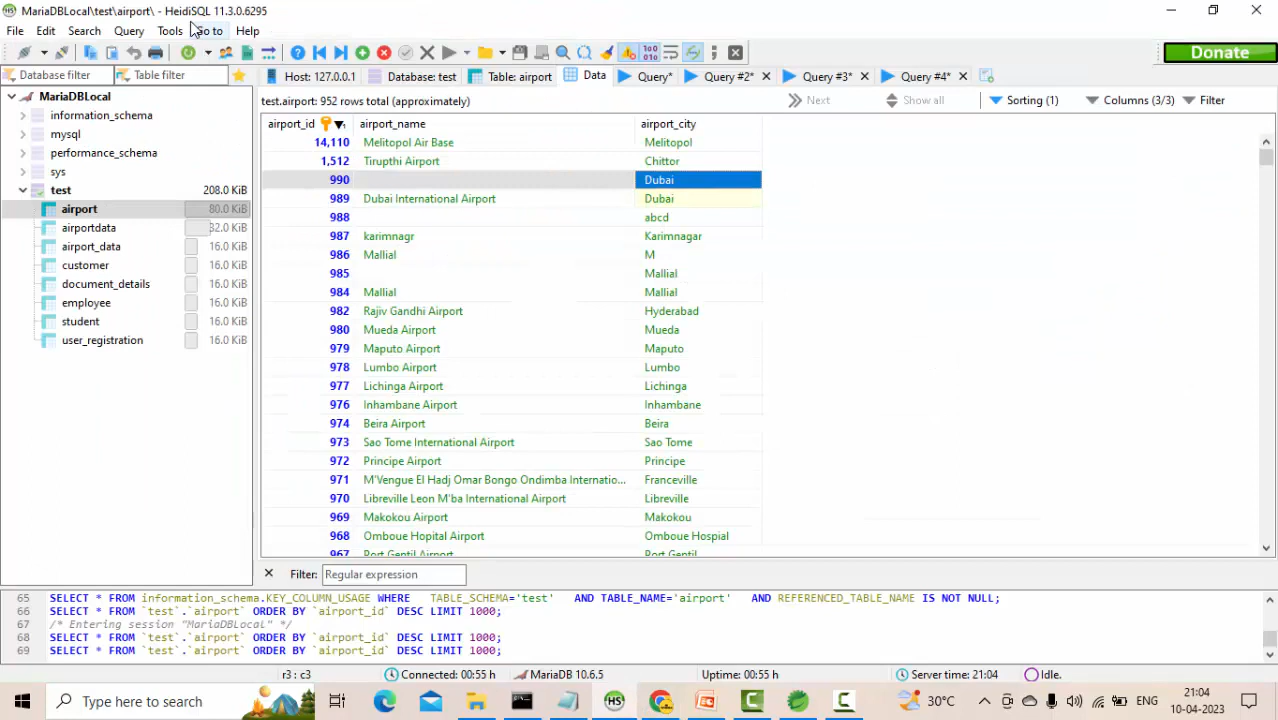 MariaDBLocal\test\airport\ - HeidiSQL 11.3.0.6295
File Edit Search Query Tools Go to Help
Donate
Database filter Table filter
Host: 127.0.0.1 Database: test Table: airport Data Query* Query #2* Query #3* Query #4*
MariaDBLocal
information_schema
mysql
performance_schema
sys
test 208.0 KiB
airport 80.0 KiB
airportdata 32.0 KiB
airport_data 16.0 KiB
customer 16.0 KiB
document_details 16.0 KiB
employee 16.0 KiB
student 16.0 KiB
user_registration 16.0 KiB
test.airport: 952 rows total (approximately) Next Show all Sorting (1) Columns (3/3) Filter
airport_id airport_name airport_city
14,110 Melitopol Air Base Melitopol
1,512 Tirupthi Airport Chittor
990 Dubai
989 Dubai International Airport Dubai
988 abcd
987 karimnagr Karimnagar
986 Mallial M
985 Mallial
984 Mallial Mallial
982 Rajiv Gandhi Airport Hyderabad
980 Mueda Airport Mueda
979 Maputo Airport Maputo
978 Lumbo Airport Lumbo
977 Lichinga Airport Lichinga
976 Inhambane Airport Inhambane
974 Beira Airport Beira
973 Sao Tome International Airport Sao Tome
972 Principe Airport Principe
971 M'Vengue El Hadj Omar Bongo Ondimba Internatio... Franceville
970 Libreville Leon M'ba International Airport Libreville
969 Makokou Airport Makokou
968 Omboue Hopital Airport Omboue Hospial
967 Port Gentil Airport Port Gentil
Filter: Regular expression
65 SELECT * FROM information_schema.KEY_COLUMN_USAGE WHERE TABLE_SCHEMA='test' AND TABLE_NAME='airport' AND REFERENCED_TABLE_NAME IS NOT NULL;
66 SELECT * FROM `test`.`airport` ORDER BY `airport_id` DESC LIMIT 1000;
67 /* Entering session "MariaDBLocal" */
68 SELECT * FROM `test`.`airport` ORDER BY `airport_id` DESC LIMIT 1000;
69 SELECT * FROM `test`.`airport` ORDER BY `airport_id` DESC LIMIT 1000;
r3 : c3 Connected: 00:55 h MariaDB 10.6.5 Uptime: 00:55 h Server time: 21:04 Idle.
Type here to search 30°C ENG 21:04
10-04-2023